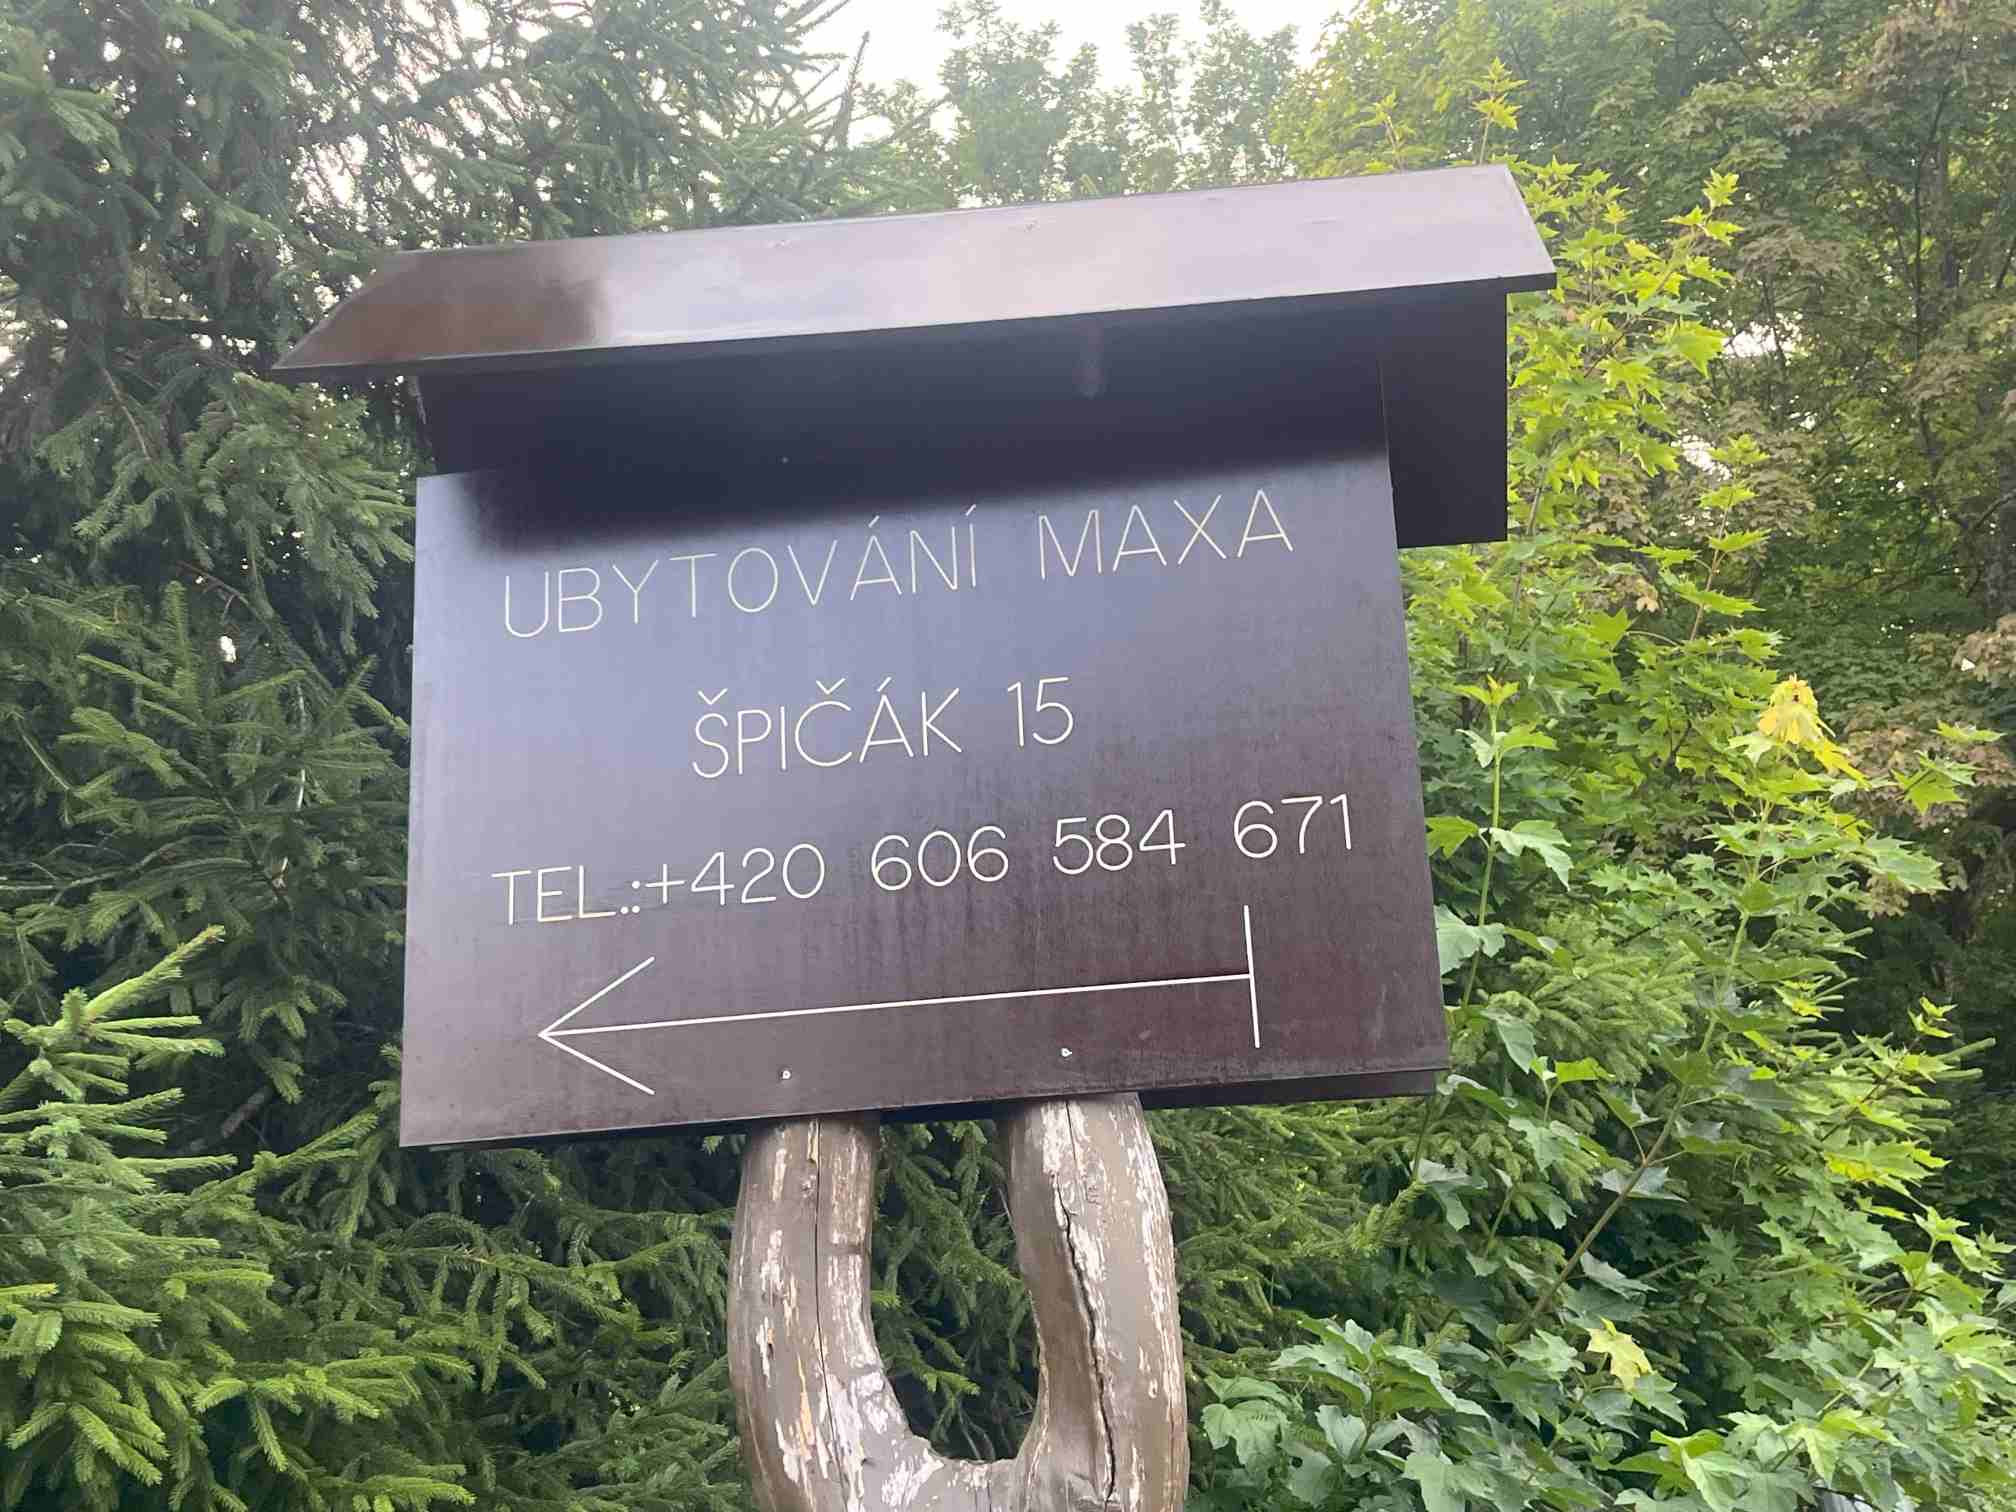 UBYTOVÁNÍ MAXA
ŠPIČÁK 15
TEL.:+420 606 584 671